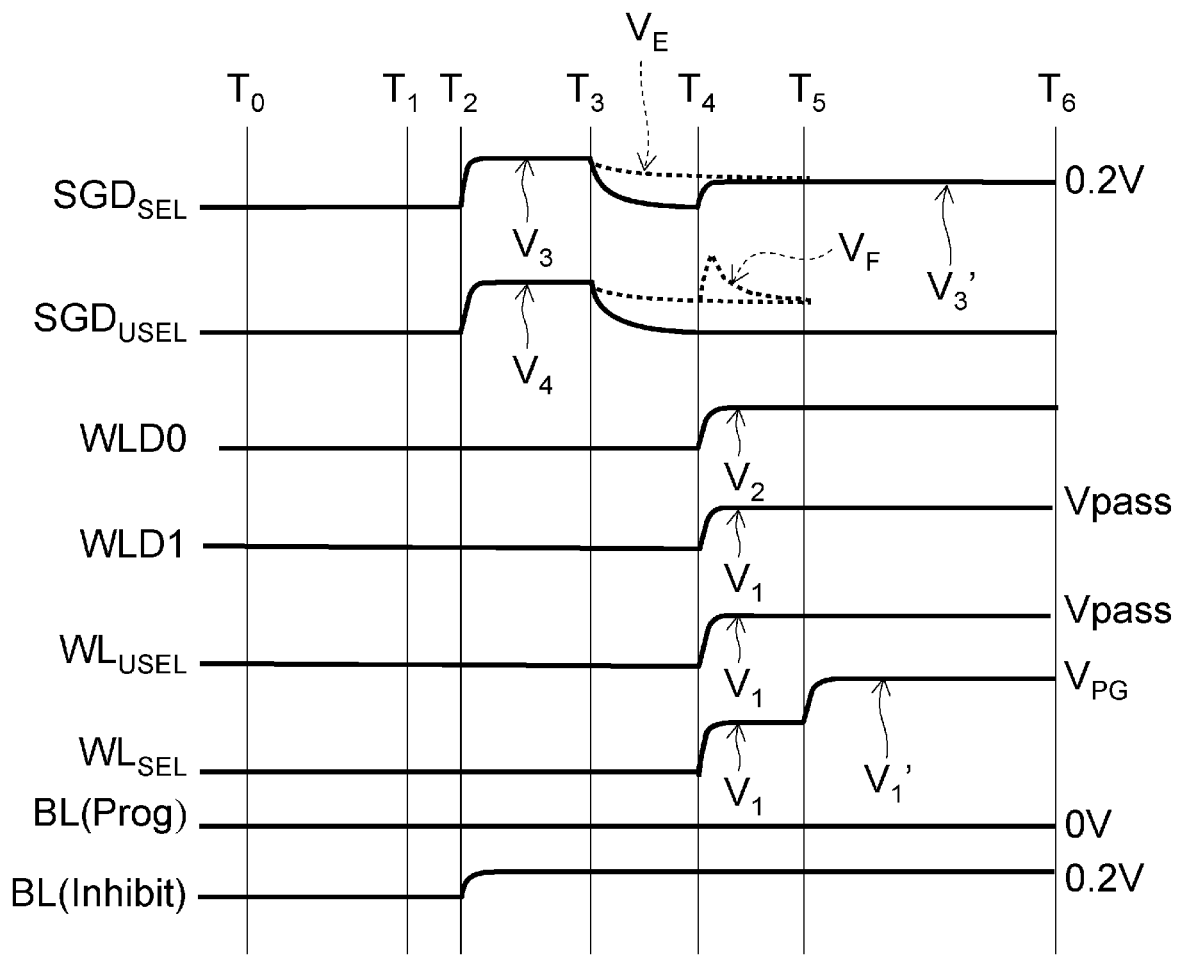 V_E
T_0 T_1 T_2 T_3 T_4 T_5 T_6
SGD_SEL 0.2V
V_3 V_F V_3’
SGD_USEL
V_4
WLD0
V_2
Vpass
WLD1
V_1
Vpass
WL_USEL
V_1 V_PG
WL_SEL
V_1 V_1’
BL(Prog) 0V
BL(Inhibit) 0.2V